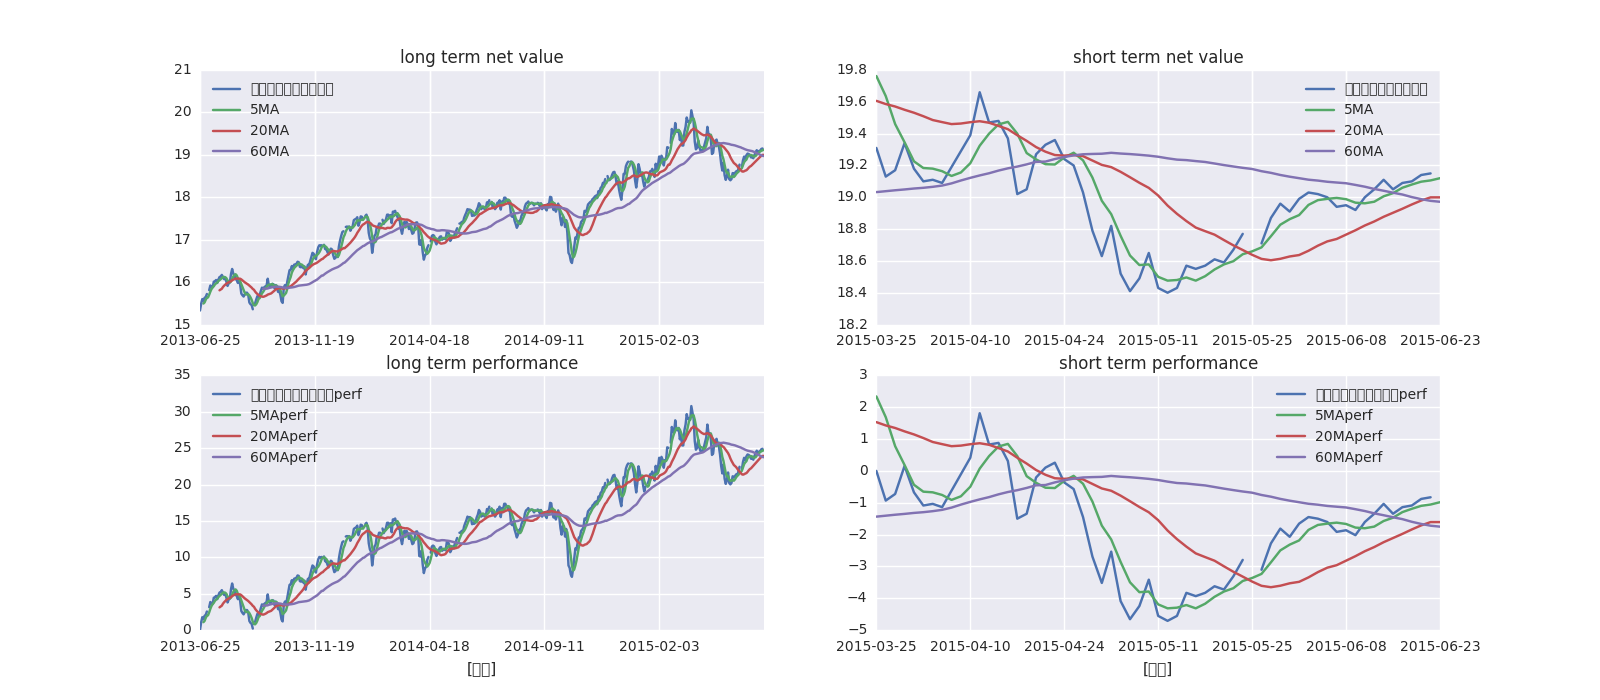 long term net value
21
20
19
18
17
16
15
5MA
20MA
60MA
2013-06-25 2013-11-19 2014-04-18 2014-09-11 2015-02-03
short term net value
19.8
19.6
19.4
19.2
19.0
18.8
18.6
18.4
18.2
5MA
20MA
60MA
2015-03-25 2015-04-10 2015-04-24 2015-05-11 2015-05-25 2015-06-08 2015-06-23
long term performance
35
30
25
20
15
10
5
0
perf
5MAperf
20MAperf
60MAperf
2013-06-25 2013-11-19 2014-04-18 2014-09-11 2015-02-03
short term performance
3
2
1
0
−1
−2
−3
−4
−5
perf
5MAperf
20MAperf
60MAperf
2015-03-25 2015-04-10 2015-04-24 2015-05-11 2015-05-25 2015-06-08 2015-06-23